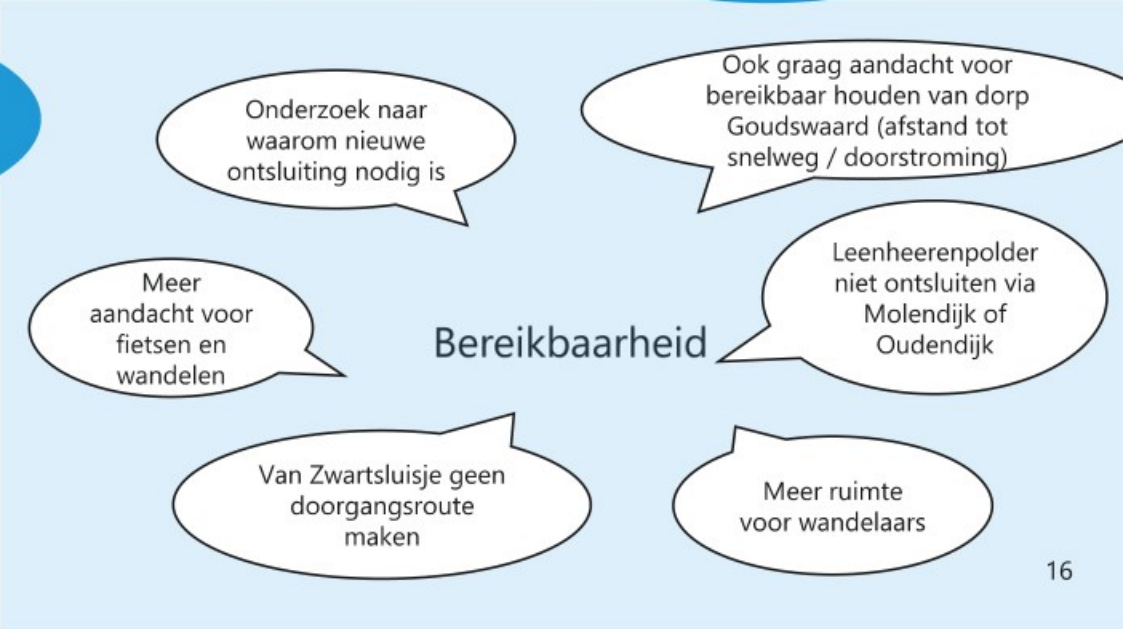 Onderzoek naar
waarom nieuwe
ontsluiting nodig is
Ook graag aandacht voor
bereikbaar houden van dorp
Goudswaard (afstand tot
snelweg / doorstroming)
Meer
aandacht voor
fietsen en
wandelen
Bereikbaarheid
Leenheerenpolder
niet ontsluiten via
Molendijk of
Oudendijk
Van Zwartsluisje geen
doorgangsroute
maken
Meer ruimte
voor wandelaars
16